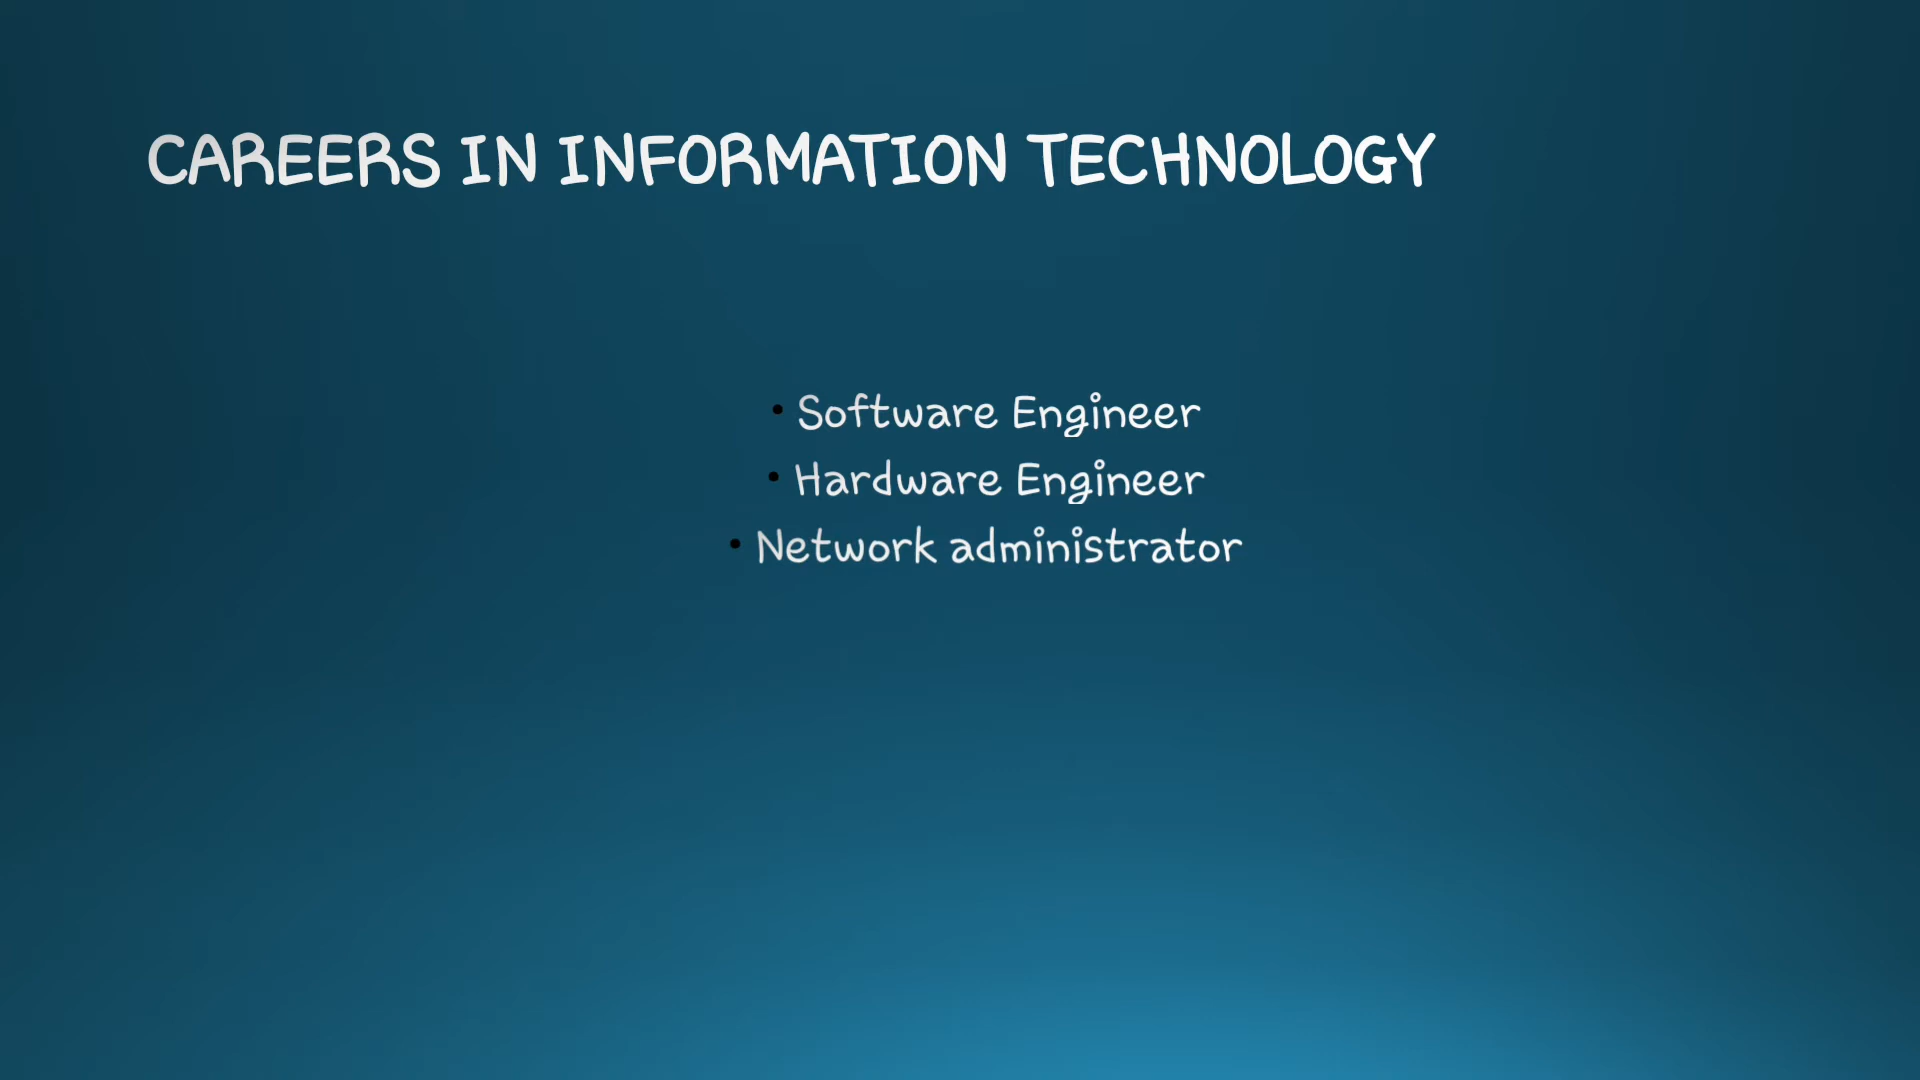 CAREERS IN INFORMATION TECHNOLOGY
• Software Engineer
• Hardware Engineer
• Network administrator